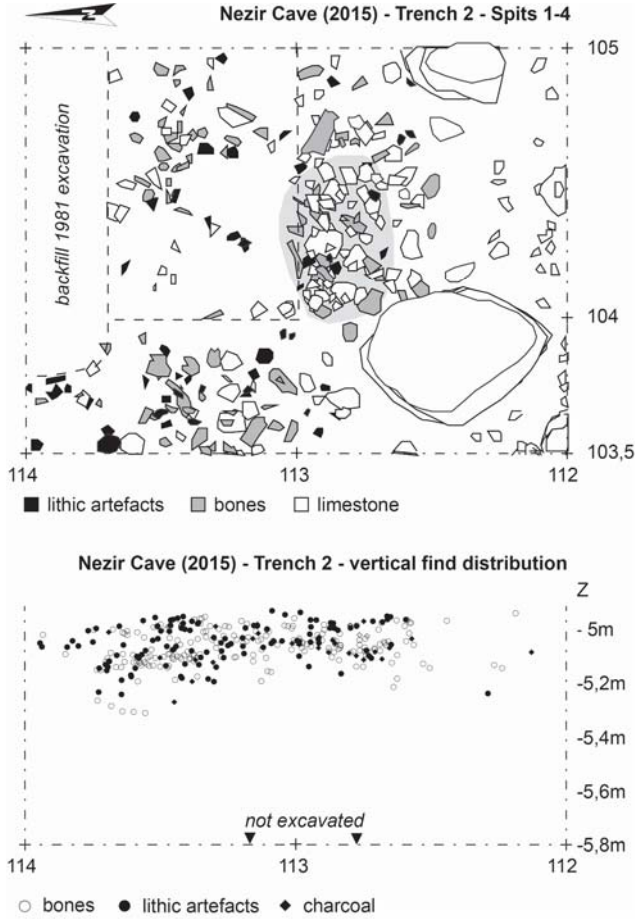 N
Nezir Cave (2015) - Trench 2 - Spits 1-4
105
backfill 1981 excavation
104
103,5
114
113
112
lithic artefacts
bones
limestone
Nezir Cave (2015) - Trench 2 - vertical find distribution
Z
- 5m
-5,2m
-5,4m
-5,6m
not excavated
-5,8m
114
113
112
bones
lithic artefacts
charcoal